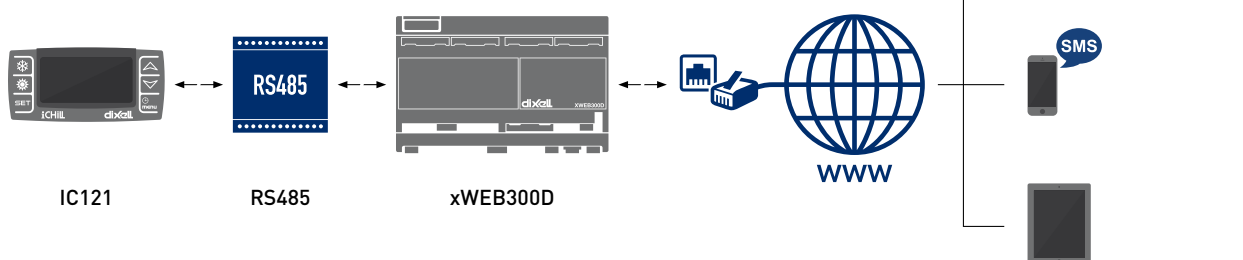 SMS
RS485
SET
menu
iCHiLL
dixell
dixell
XWEB300D
WWW
IC121
RS485
xWEB300D